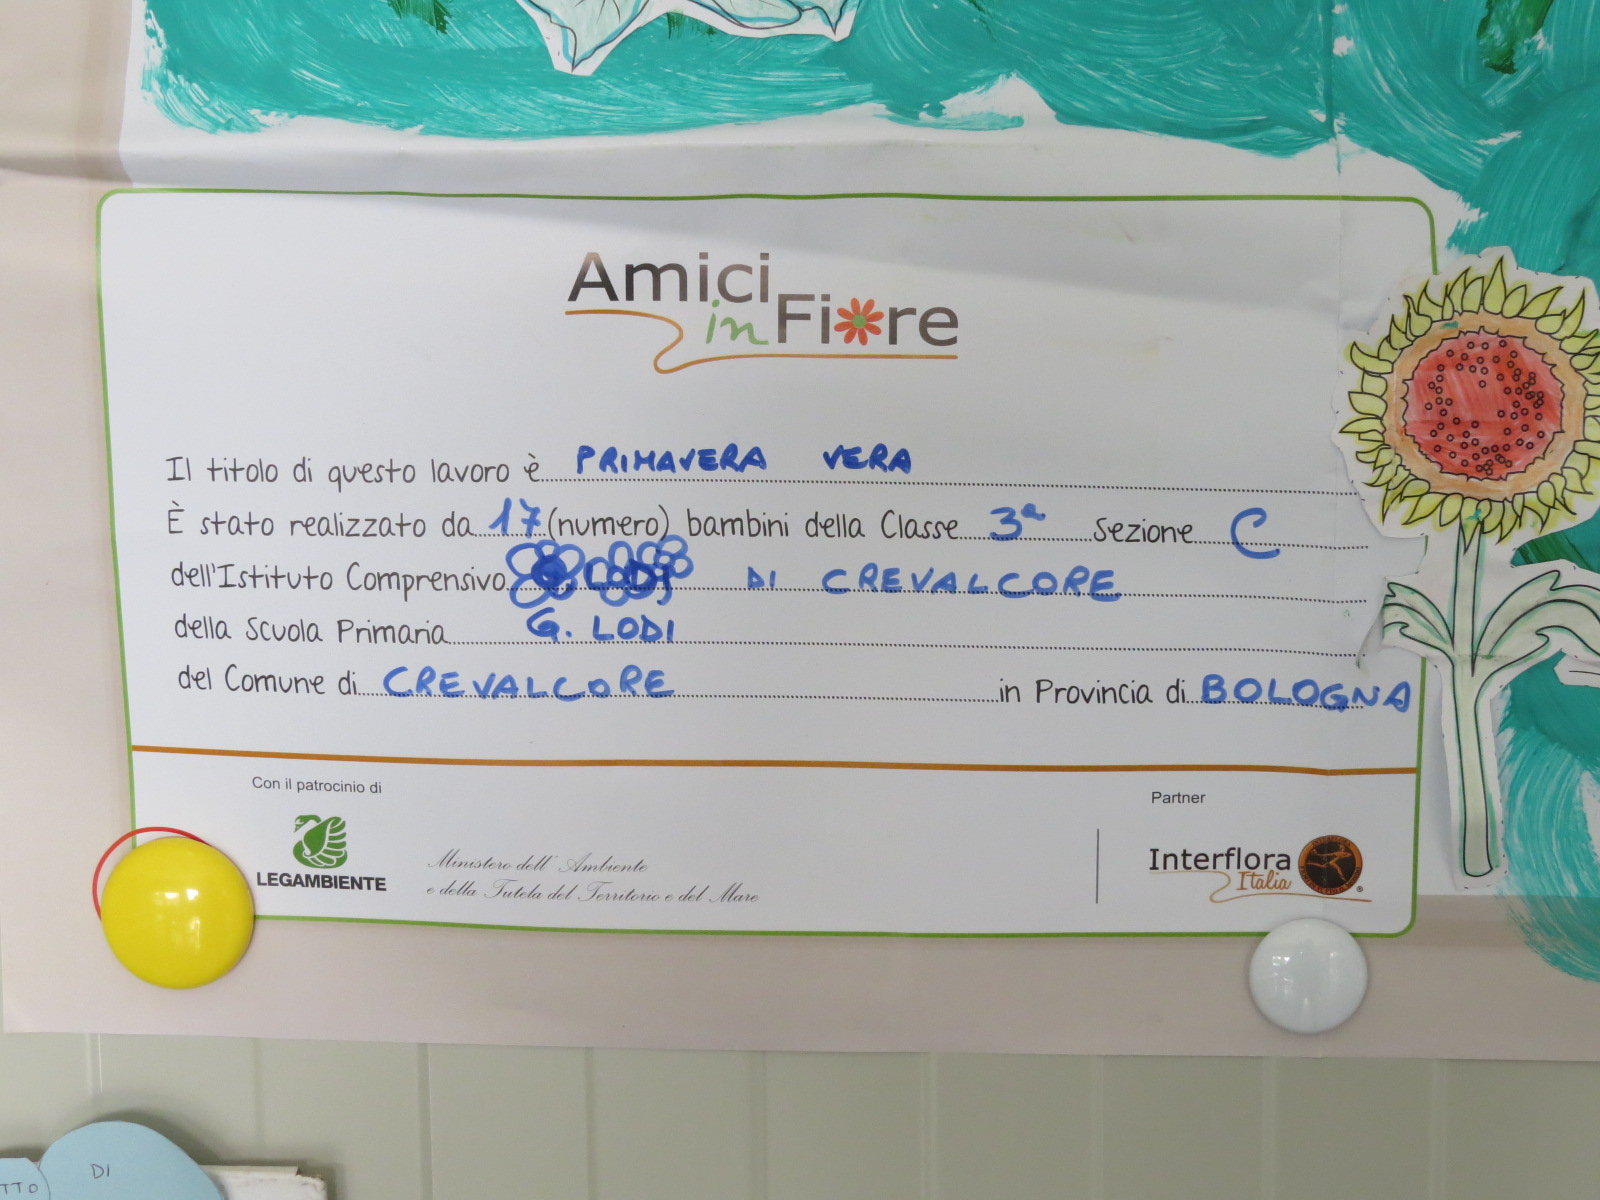 Amici
in Fiore
Il titolo di questo lavoro è PRIMAVERA VERA
È stato realizzato da 17 (numero) bambini della Classe 3ª Sezione C
dell'Istituto Comprensivo DI CREVALCORE
della Scuola Primaria G. LODI
del Comune di CREVALCORE in Provincia di BOLOGNA
Con il patrocinio di
LEGAMBIENTE
Ministero dell'Ambiente
e della Tutela del Territorio e del Mare
Partner
Interflora
Italia
®
DI
TTO